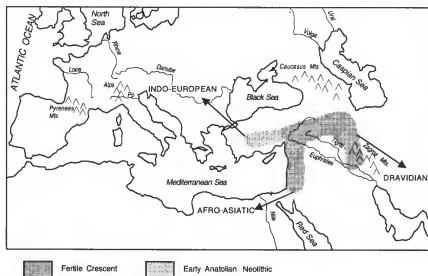 North
Sea
ATLANTIC OCEAN
Rhine
Loire
Danube
Volga
Ural
Caucasus Mts.
Caspian Sea
Alps
Po
INDO-EUROPEAN
Black Sea
Pyrenees
Mts
Tigris
Zagros Mts.
Euphrates
Mediterranean Sea
DRAVIDIAN
AFRO-ASIATIC
Nile
Red Sea
Fertile Crescent
Early Anatolian Neolithic